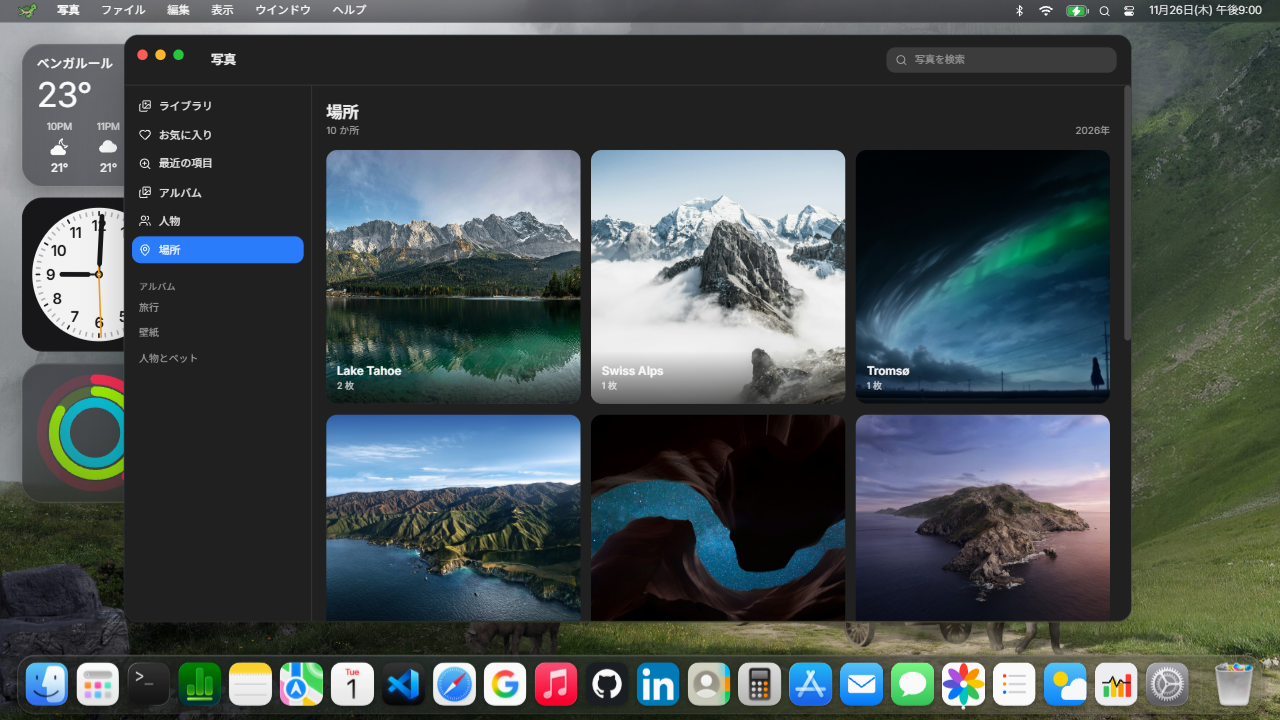 写真 ファイル 編集 表示 ウインドウ ヘルプ
11月26日(木) 午後9:00
ベンガルール
23°
10PM 11PM
21° 21°
12
11
10
9
8
7
6
5
写真
写真を検索
ライブラリ
お気に入り
最近の項目
アルバム
人物
場所
アルバム
旅行
壁紙
人物とペット
場所
10 か所
2026年
Lake Tahoe
2 枚
Swiss Alps
1 枚
Tromsø
1 枚
>_
Tue
1
G
in